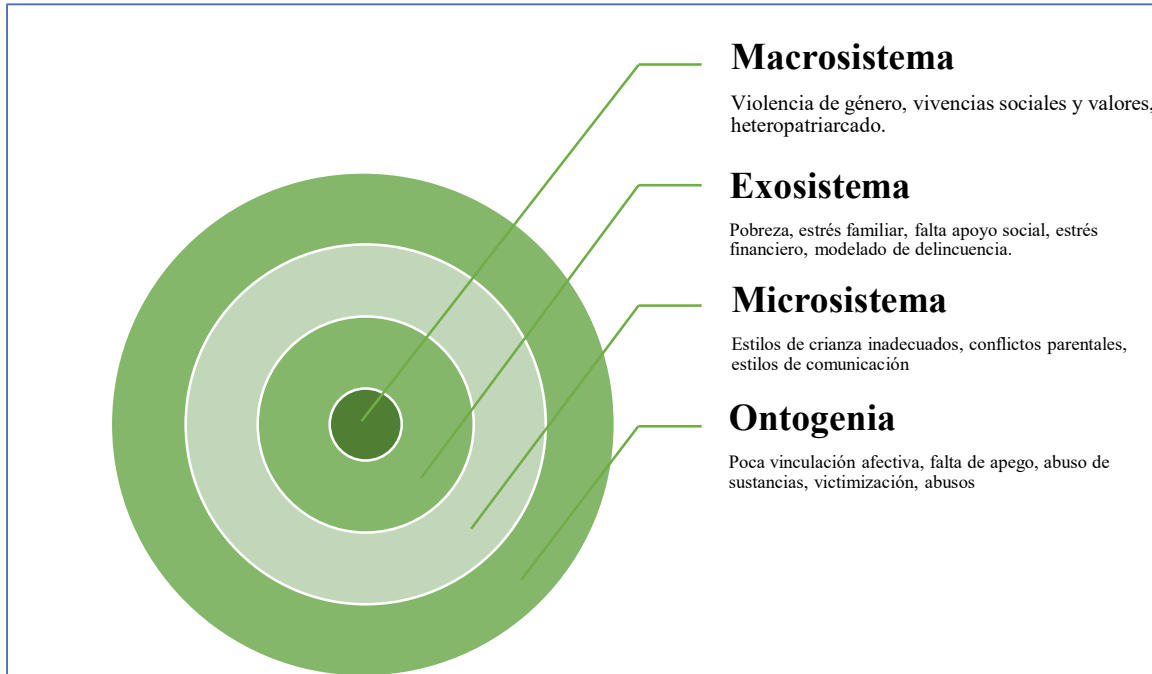 Macrosistema
Violencia de género, vivencias sociales y valores,
heteropatriarcado.
Exosistema
Pobreza, estrés familiar, falta apoyo social, estrés
financiero, modelado de delincuencia.
Microsistema
Estilos de crianza inadecuados, conflictos parentales,
estilos de comunicación
Ontogenia
Poca vinculación afectiva, falta de apego, abuso de
sustancias, victimización, abusos